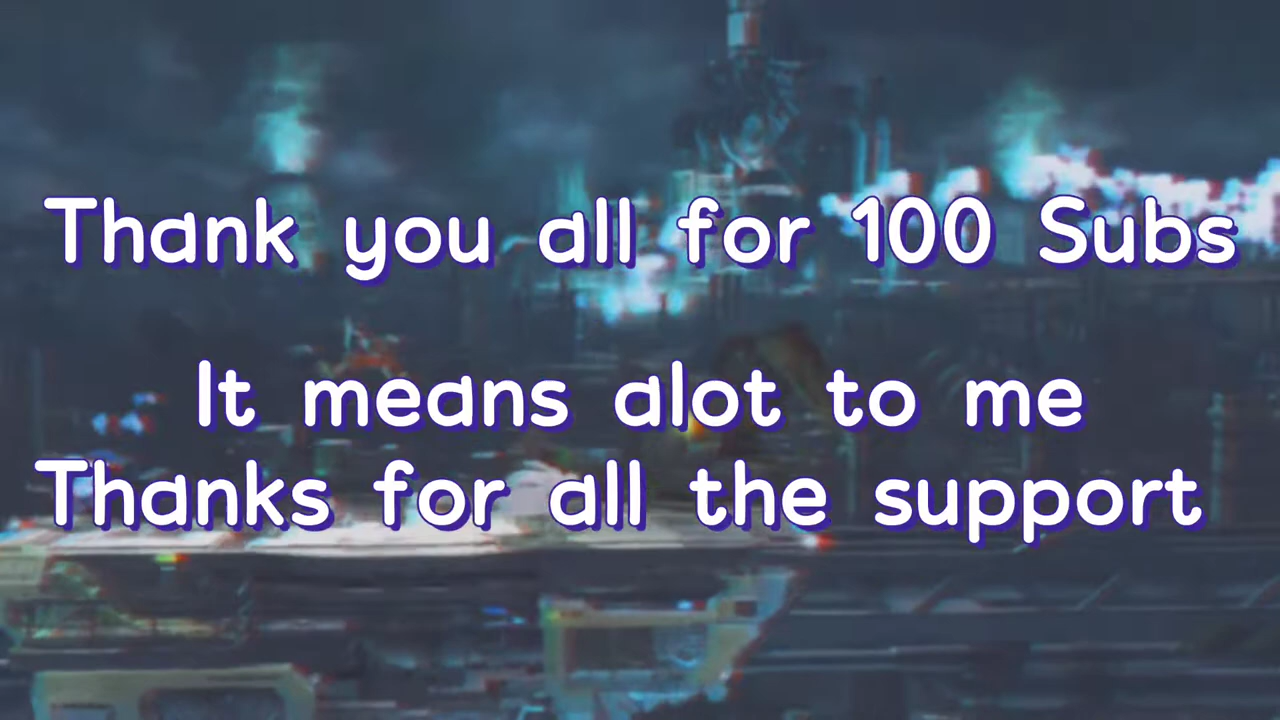 Thank you all for 100 Subs
It means alot to me
Thanks for all the support